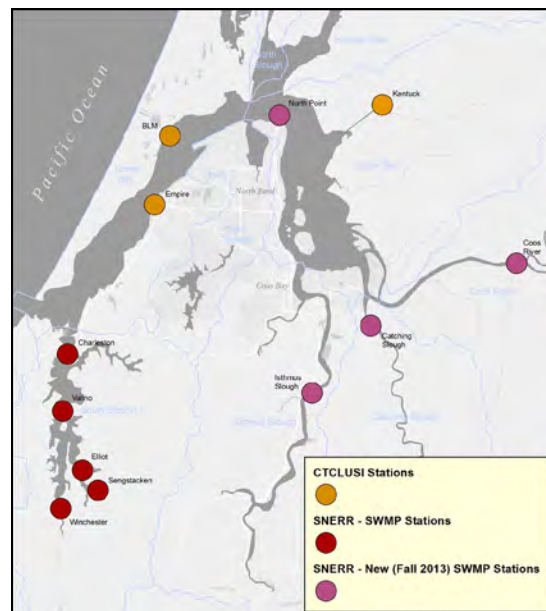 North
Slough
Kentuck
North Point
BLM
Pacific Ocean
Empire
North Bend
Coos
River
Coos Bay
Catching
Slough
Charleston
Isthmus
Slough
Valino
Elliot
Sengstacken
Winchester
CTCLUSI Stations
SNERR - SWMP Stations
SNERR - New (Fall 2013) SWMP Stations